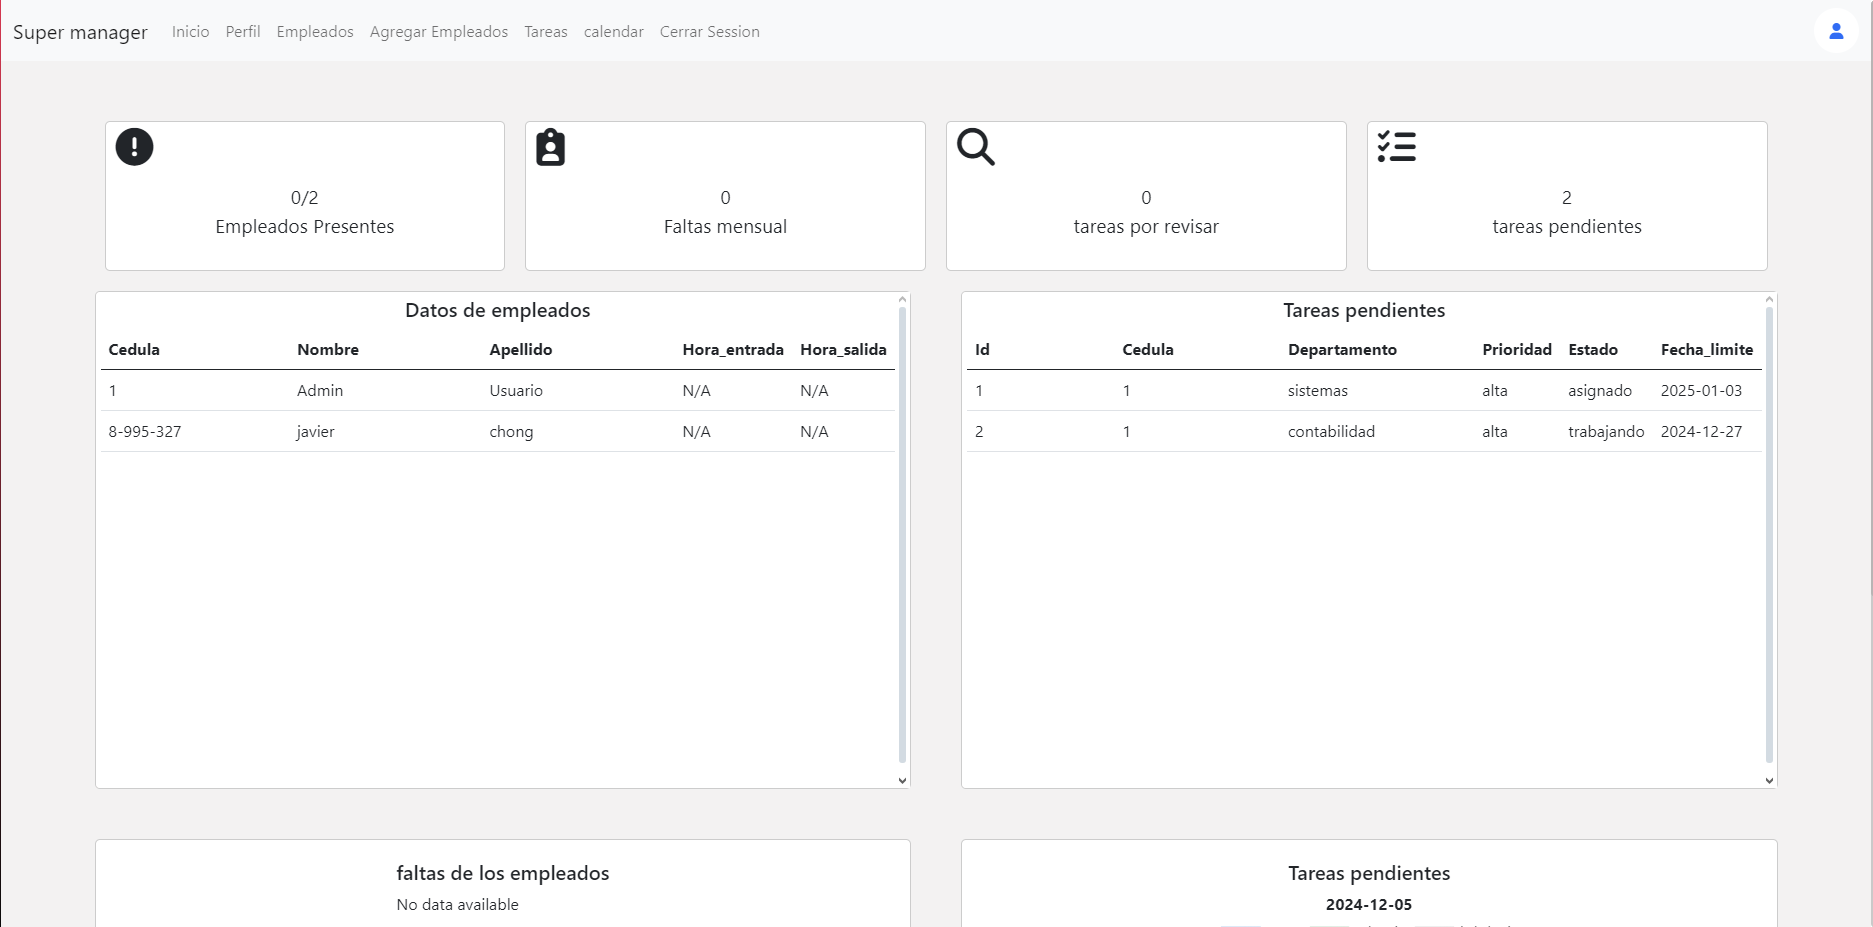 Super manager Inicio Perfil Empleados Agregar Empleados Tareas calendar Cerrar Session
0/2
Empleados Presentes
0
Faltas mensual
0
tareas por revisar
2
tareas pendientes
Datos de empleados
Cedula Nombre Apellido Hora_entrada Hora_salida
1 Admin Usuario N/A N/A
8-995-327 javier chong N/A N/A
Tareas pendientes
Id Cedula Departamento Prioridad Estado Fecha_limite
1 1 sistemas alta asignado 2025-01-03
2 1 contabilidad alta trabajando 2024-12-27
faltas de los empleados
No data available
Tareas pendientes
2024-12-05